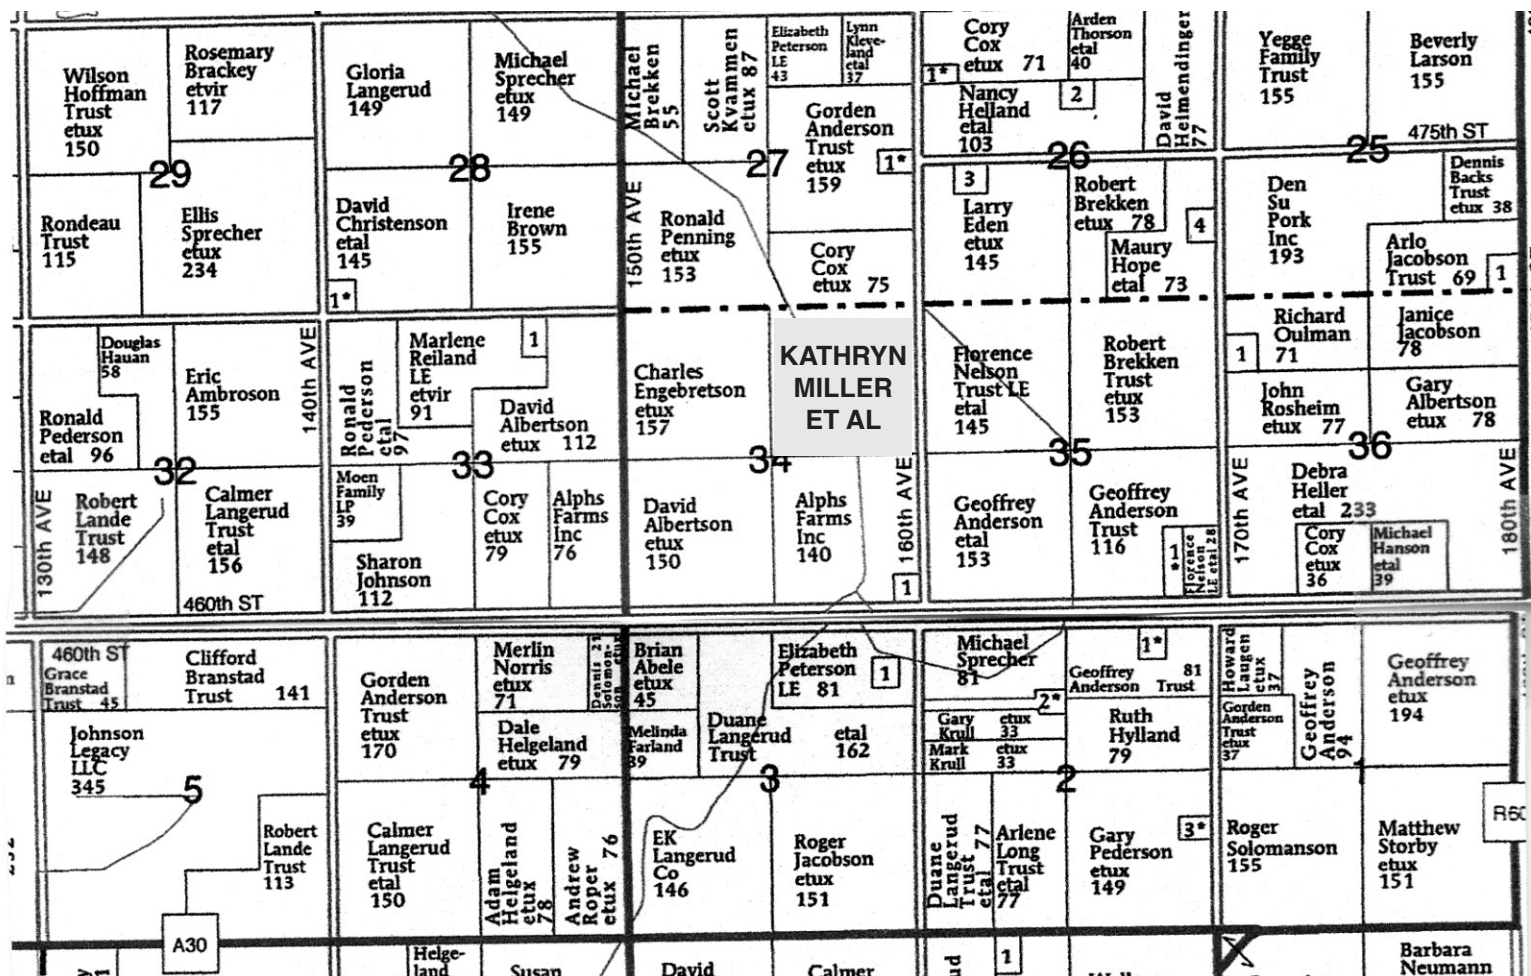 Wilson
Hoffman
Trust
etux
150
Rosemary
Brackey
etvir
117
29
Rondeau
Trust
115
Ellis
Sprecher
etux
234
Gloria
Langerud
149
Michael
Sprecher
etux
149
28
David
Christenson
etal
145
1*
Irene
Brown
155
Michael
Brekken
55
Scott
Kvammen
etux 87
Elizabeth
Peterson
LE
43
Lynn
Kleve-
land
etal
37
Gorden
Anderson
Trust
etux
159
1*
27
150th AVE
Ronald
Penning
etux
153
Cory
Cox
etux 75
Cory
Cox
etux 71
1*
Arden
Thorson
etal
40
Nancy
Helland
etal
103
2
David
Helmendinger
77
26
3
Larry
Eden
etux
145
Robert
Brekken
etux 78
4
Maury
Hope
etal 73
Yegge
Family
Trust
155
Beverly
Larson
155
475th ST
25
Den
Su
Pork
Inc
193
Dennis
Backs
Trust
etux 38
Arlo
Jacobson
Trust 69
1
Douglas
Hauan
58
Eric
Ambroson
155
140th AVE
Ronald
Pederson
etal 96
32
130th AVE
Robert
Lande
Trust
148
Calmer
Langerud
Trust
etal
156
460th ST
Ronald
Pederson
etal
97
Marlene
Reiland
LE
etvir
91
1
David
Albertson
etux 112
33
Moen
Family
LP
39
Sharon
Johnson
112
Cory
Cox
etux
79
Alphs
Farms
Inc
76
Charles
Engebretson
etux
157
KATHRYN
MILLER
ET AL
34
David
Albertson
etux
150
Alphs
Farms
Inc
140
160th AVE
1
Florence
Nelson
Trust LE
etal
145
Robert
Brekken
Trust
etux
153
35
Geoffrey
Anderson
etal
153
Geoffrey
Anderson
Trust
116
1*
Florence
Nelson
LE etal 28
1
Richard
Oulman
71
Janice
Jacobson
78
John
Rosheim
etux 77
Gary
Albertson
etux 78
36
170th AVE
Debra
Heller
etal 233
Cory
Cox
etux
36
Michael
Hanson
etal
39
180th AVE
460th ST
Grace
Branstad
Trust 45
Clifford
Branstad
Trust 141
Johnson
Legacy
LLC
345
5
Robert
Lande
Trust
113
A30
Gorden
Anderson
Trust
etux
170
Merlin
Norris
etux
71
Dennis 21
Solomon-
son etux
Dale
Helgeland
etux 79
4
Calmer
Langerud
Trust
etal
150
Adam
Helgeland
etux
78
Andrew
Roper
etux 76
Brian
Abele
etux
45
Melinda
Farland
39
Elizabeth
Peterson
LE 81
1
Duane
Langerud
Trust
etal
162
3
EK
Langerud
Co
146
Roger
Jacobson
etux
151
Michael
Sprecher
81
2*
1*
Geoffrey 81
Anderson Trust
Gary etux
Krull 33
Mark etux
Krull 33
Ruth
Hylland
79
2
Duane
Langerud
Trust
etal 77
Arlene
Long
Trust
etal
77
Gary
Pederson
etux
149
3*
Howard
Laugen
etux
37
Gorden
Anderson
Trust
etux
37
Geoffrey
Anderson
94
Geoffrey
Anderson
etux
194
1
Roger
Solomanson
155
Matthew
Storby
etux
151
Helge-
land
Susan
David
Calmer
1
Barbara
Neumann